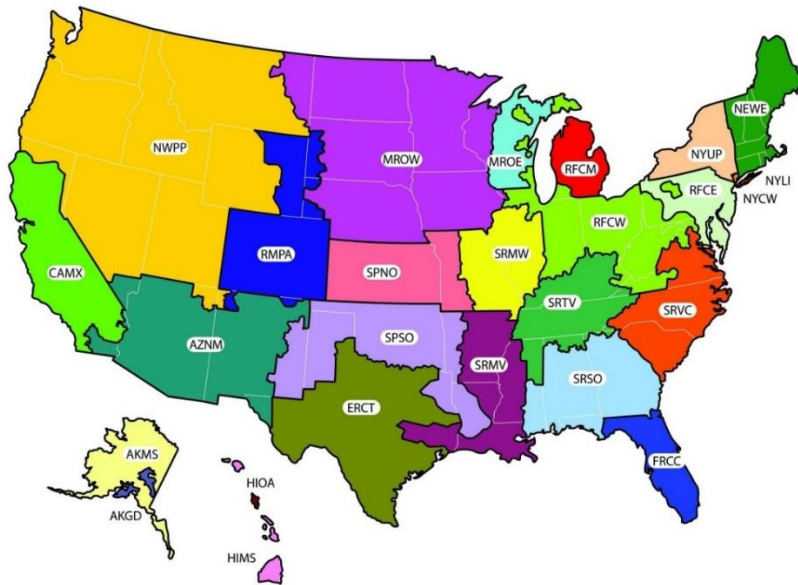 NEWE
NWPP
NYUP
MROW
MROE
RFCM
NYLI
NYCW
RFCE
RFCW
RMPA
SRMW
CAMX
SPNO
SRTV
SRVC
AZNM
SPSO
SRMV
SRSO
ERCT
AKMS
FRCC
HIOA
AKGD
HIMS